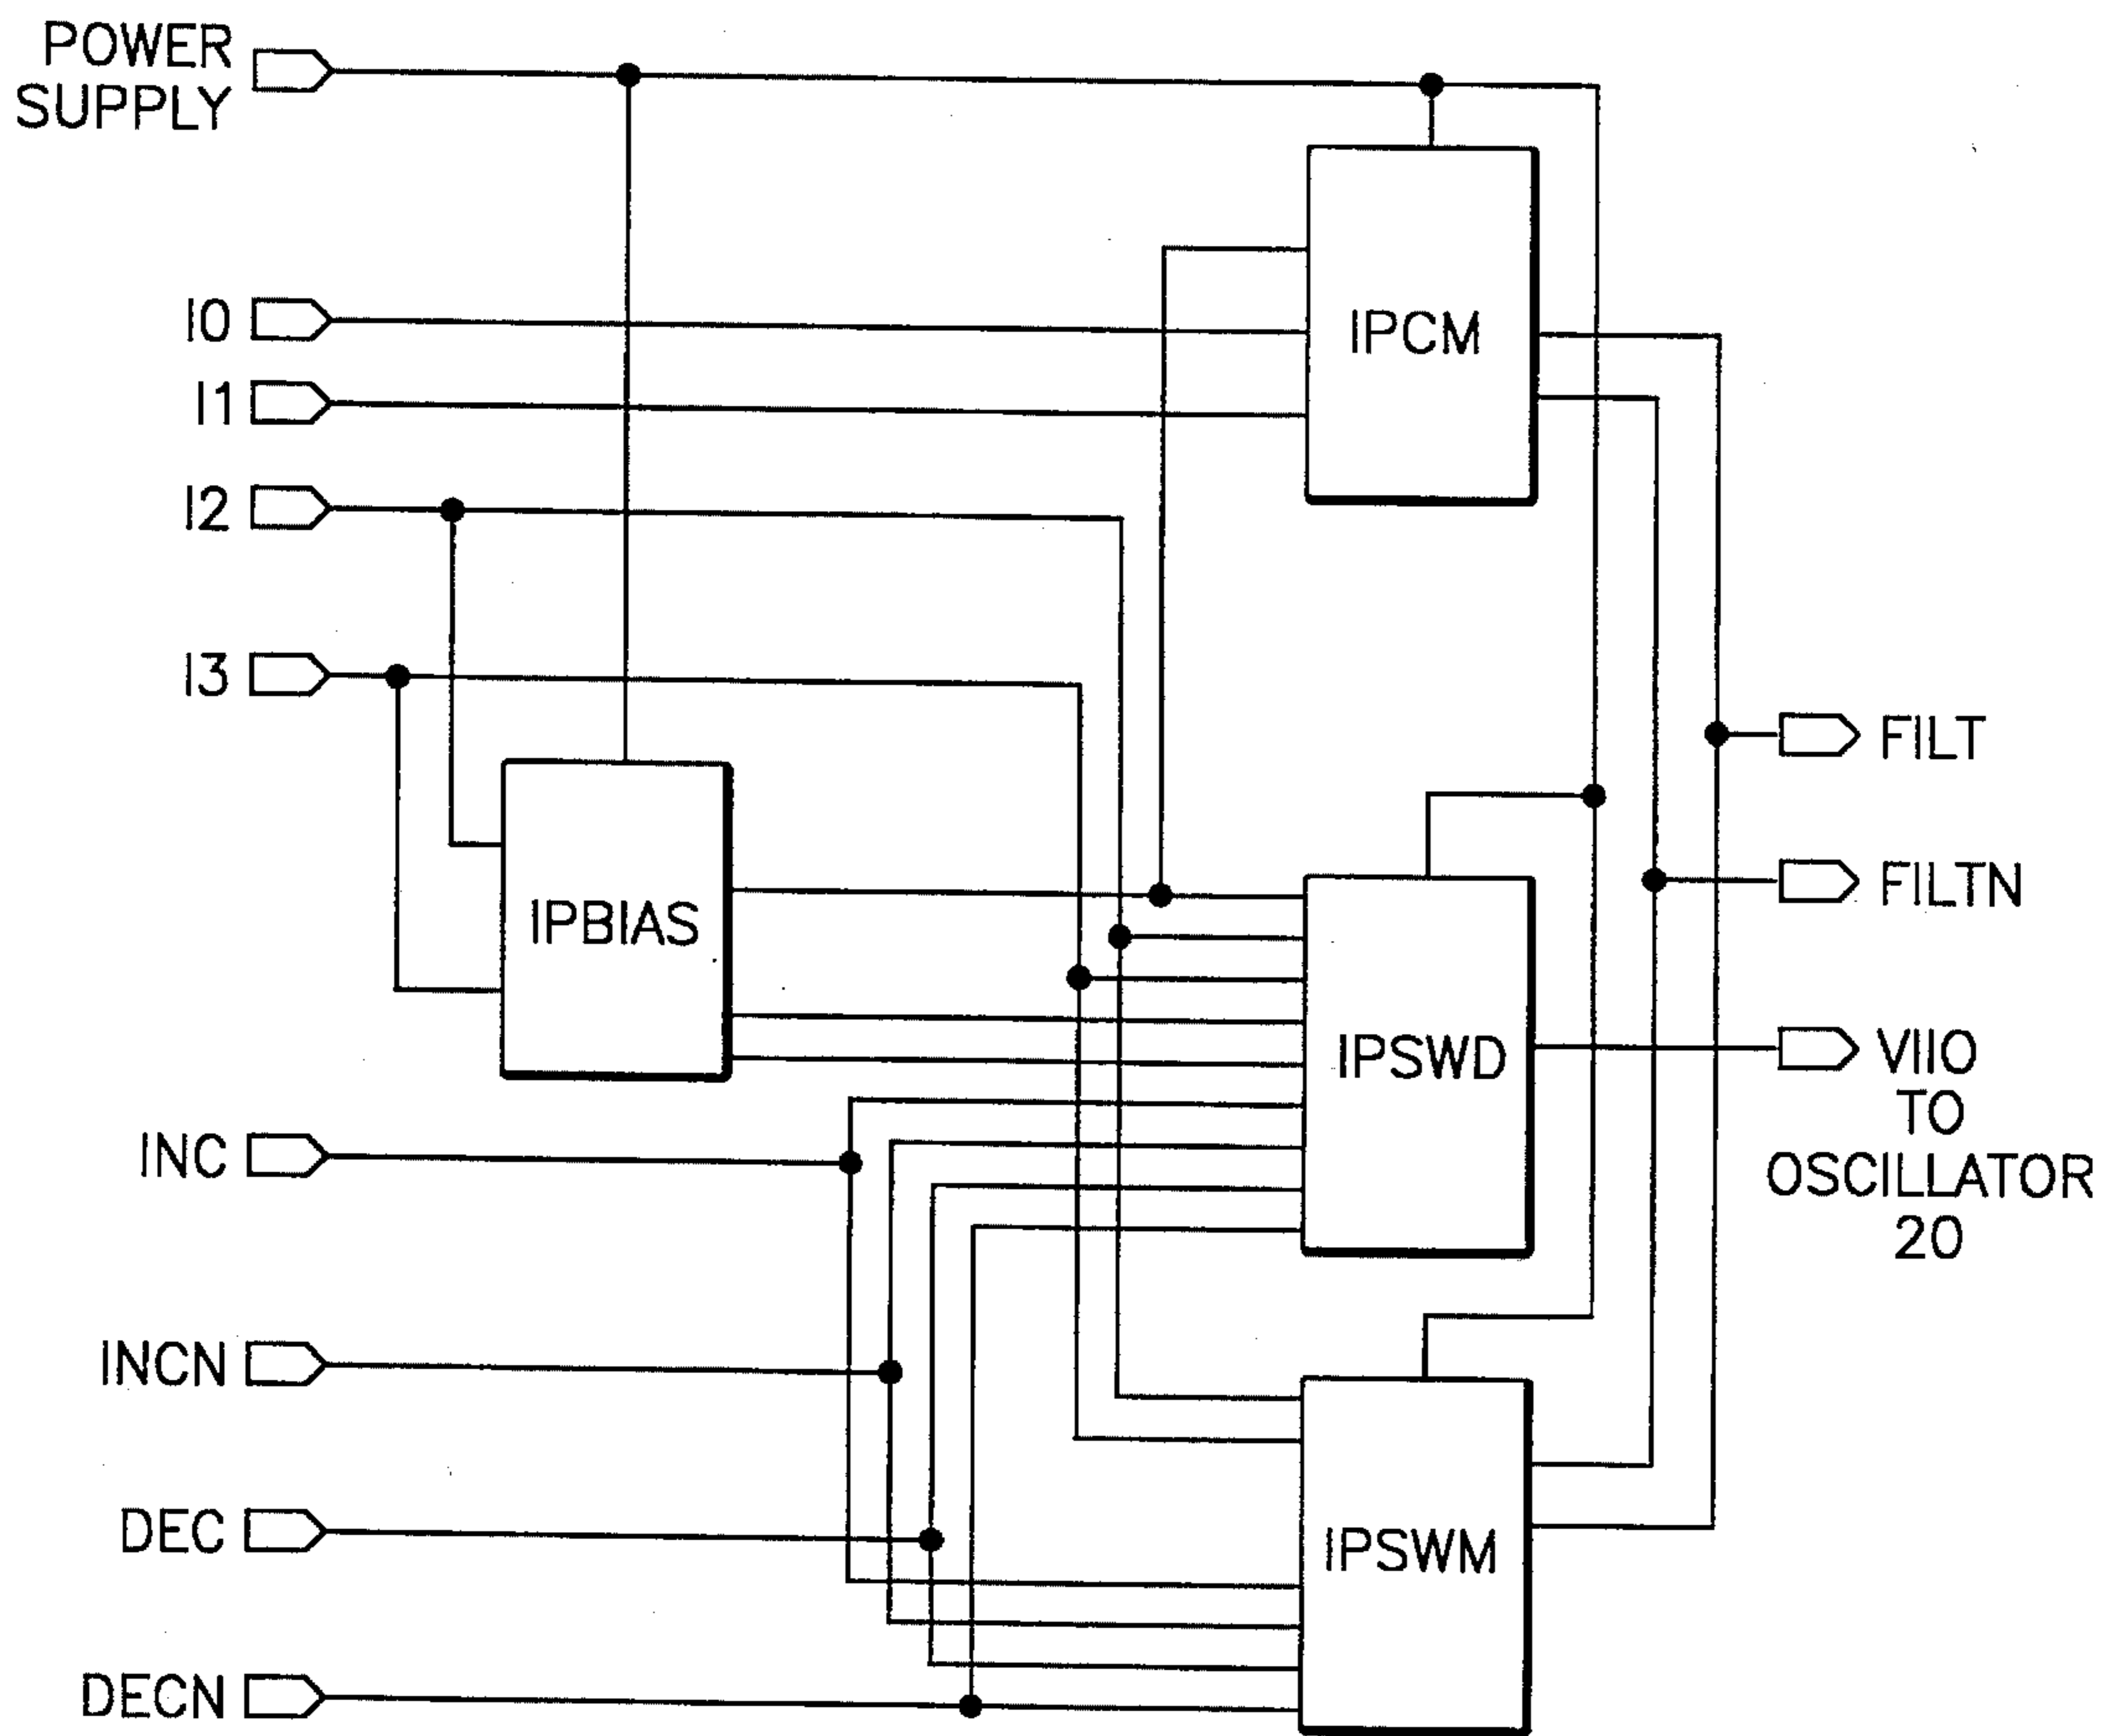 POWER
SUPPLY
I0
I1
I2
I3
IPCM
IPBIAS
IPSWD
IPSWM
INC
INCN
DEC
DECN
FILT
FILTN
VIIO
TO
OSCILLATOR
20